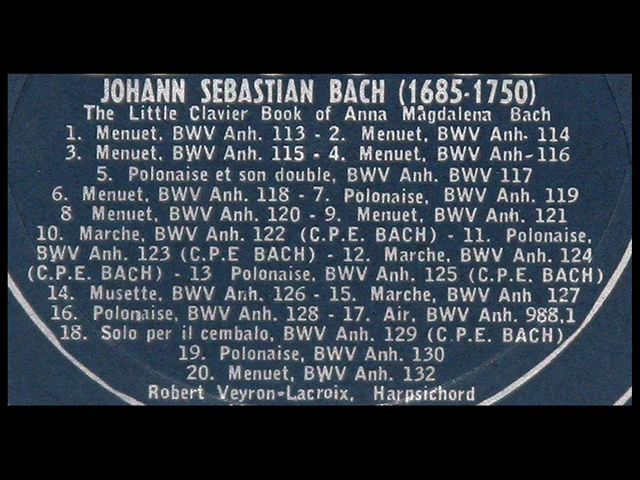 JOHANN SEBASTIAN BACH (1685-1750)
The Little Clavier Book of Anna Magdalena Bach
1. Menuet, BWV Anh. 113 - 2. Menuet, BWV Anh. 114
3. Menuet, BWV Anh. 115 - 4. Menuet, BWV Anh. 116
5. Polonaise et son double, BWV Anh. BWV 117
6. Menuet, BWV Anh. 118 - 7. Polonaise, BWV Anh. 119
8 Menuet, BWV Anh. 120 - 9. Menuet, BWV Anh. 121
10. Marche, BWV Anh. 122 (C.P.E. BACH) - 11. Polonaise,
BWV Anh. 123 (C.P.E BACH) - 12. Marche, BWV Anh. 124
(C.P.E. BACH) - 13 Polonaise, BWV Anh. 125 (C.P.E. BACH)
14. Musette, BWV Anh. 126 - 15. Marche, BWV Anh 127
16. Polonaise, BWV Anh. 128 - 17. Air, BWV Anh. 988.1
18. Solo per il cembalo, BWV Anh. 129 (C.P.E. BACH)
19. Polonaise, BWV Anh. 130
20. Menuet, BWV Anh. 132
Robert Veyron-Lacroix, Harpsichord